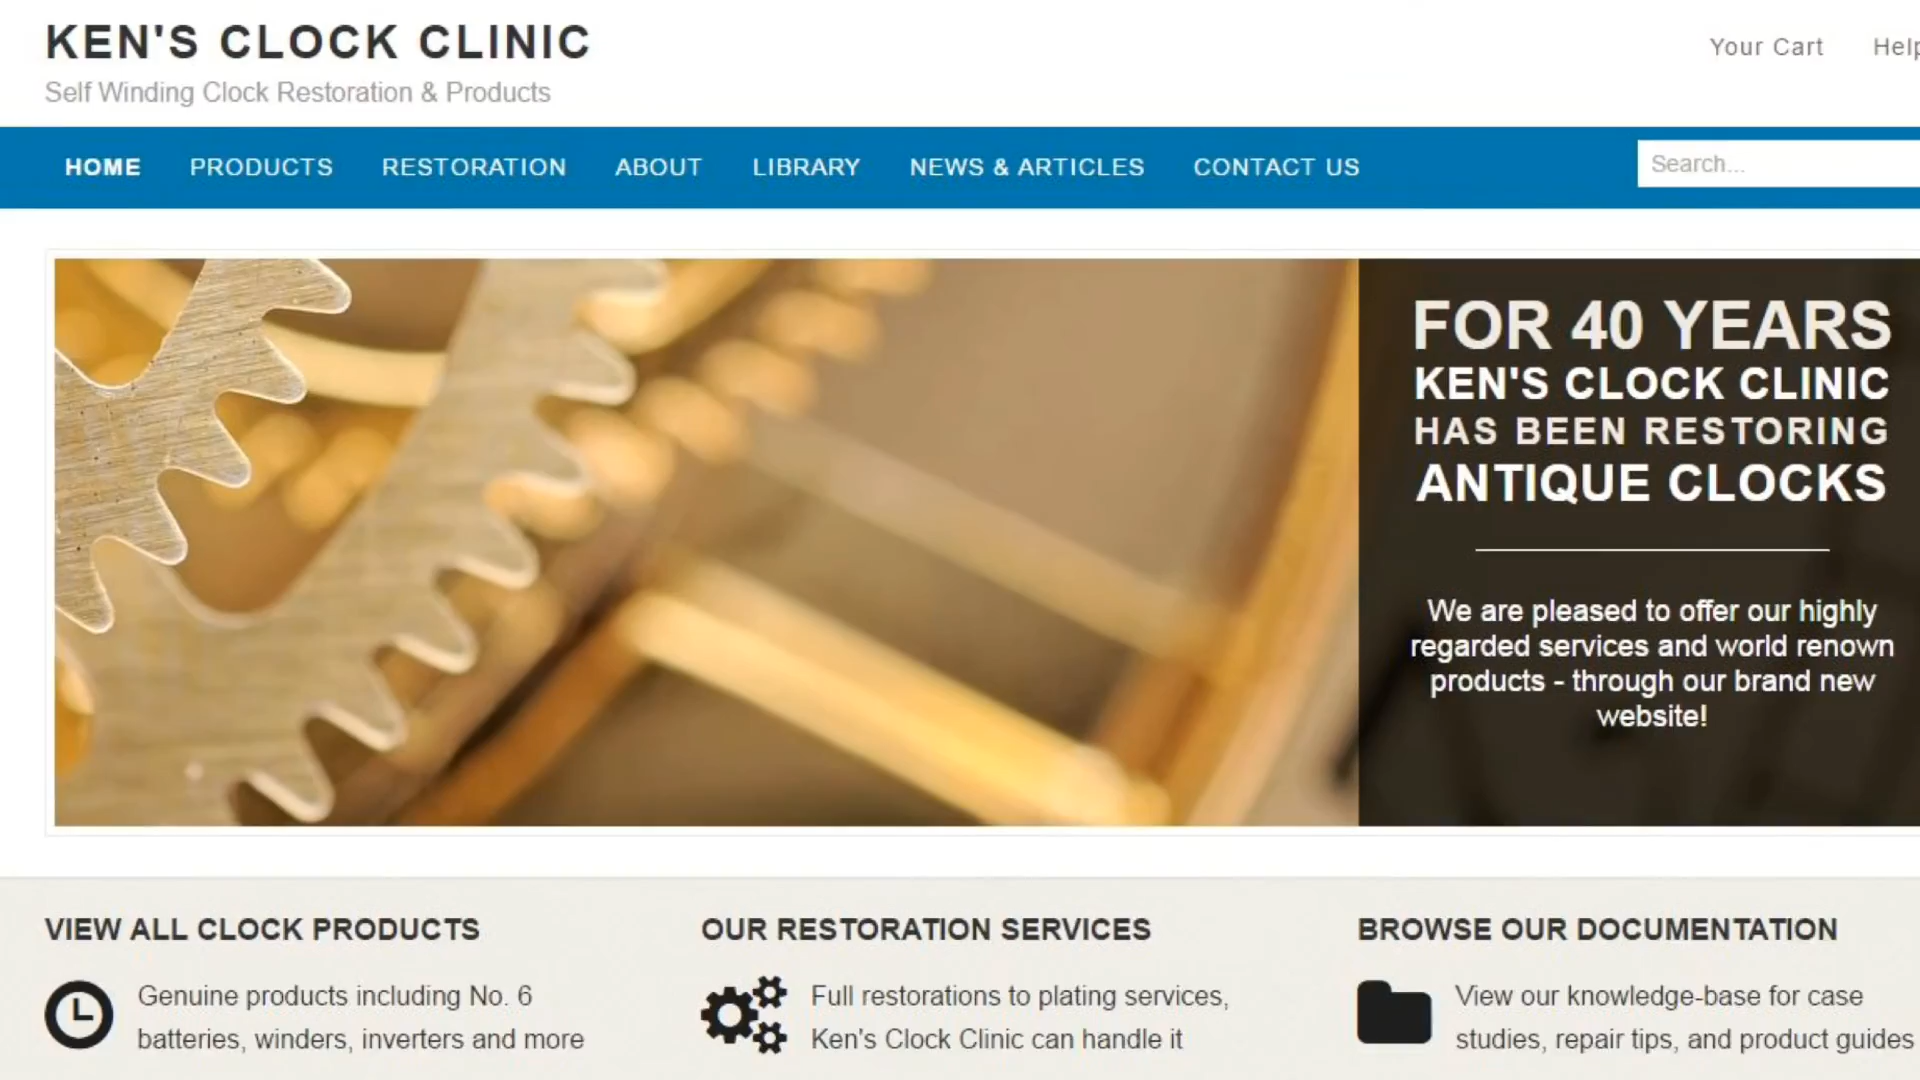 KEN'S CLOCK CLINIC
Self Winding Clock Restoration & Products
Your Cart
HOME PRODUCTS RESTORATION ABOUT LIBRARY NEWS & ARTICLES CONTACT US
Search...
FOR 40 YEARS
KEN'S CLOCK CLINIC
HAS BEEN RESTORING
ANTIQUE CLOCKS
We are pleased to offer our highly
regarded services and world renown
products - through our brand new
website!
VIEW ALL CLOCK PRODUCTS
Genuine products including No. 6
batteries, winders, inverters and more
OUR RESTORATION SERVICES
Full restorations to plating services,
Ken's Clock Clinic can handle it
BROWSE OUR DOCUMENTATION
View our knowledge-base for case
studies, repair tips, and product guides